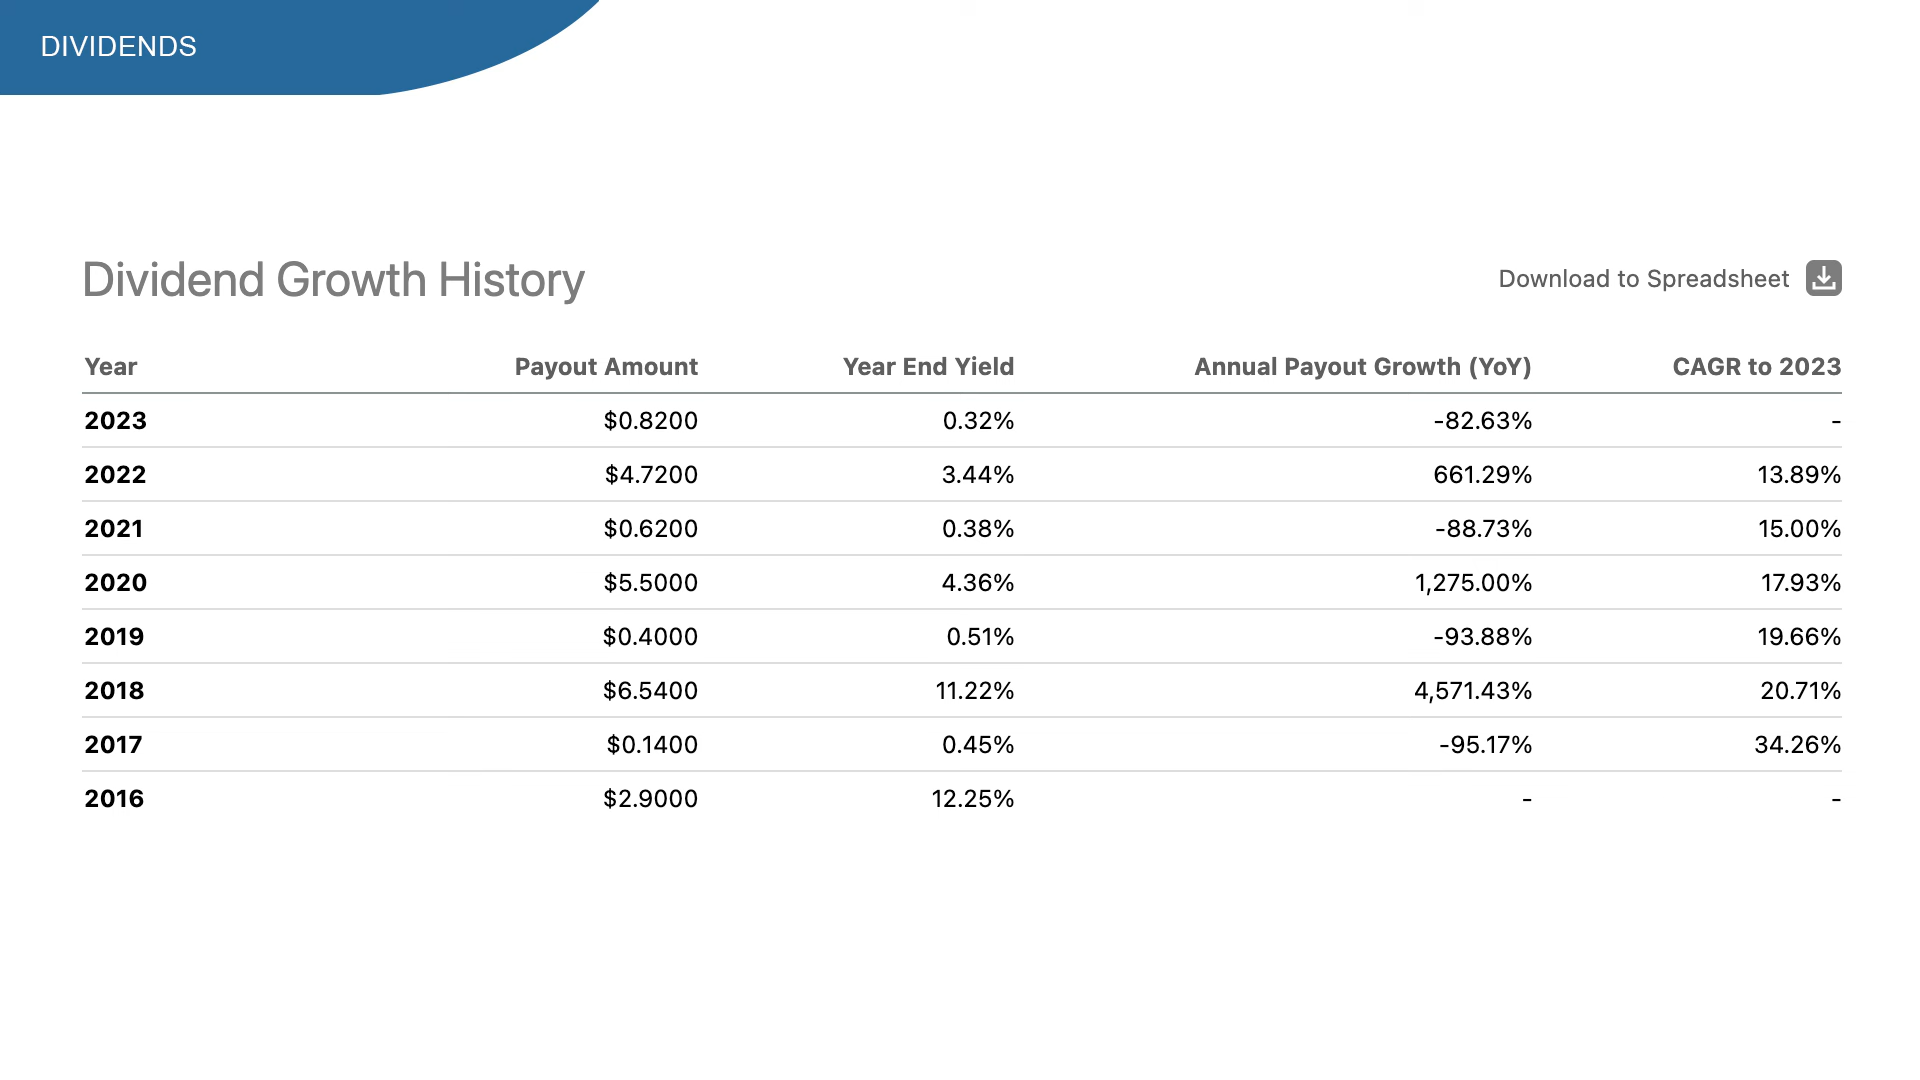 DIVIDENDS
Dividend Growth History
Download to Spreadsheet
Year Payout Amount Year End Yield Annual Payout Growth (YoY) CAGR to 2023
2023 $0.8200 0.32% -82.63% -
2022 $4.7200 3.44% 661.29% 13.89%
2021 $0.6200 0.38% -88.73% 15.00%
2020 $5.5000 4.36% 1,275.00% 17.93%
2019 $0.4000 0.51% -93.88% 19.66%
2018 $6.5400 11.22% 4,571.43% 20.71%
2017 $0.1400 0.45% -95.17% 34.26%
2016 $2.9000 12.25% - -